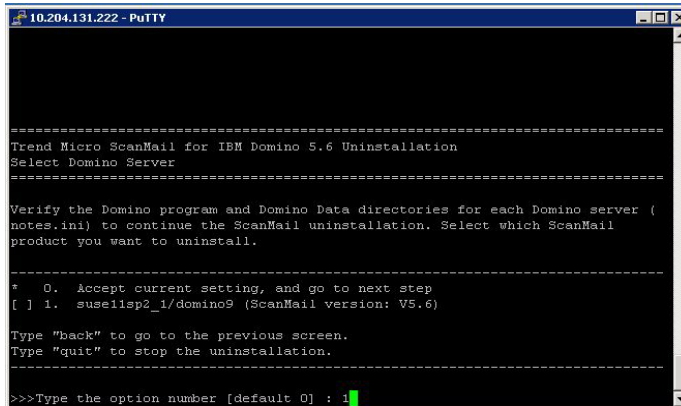 10.204.131.222 - PuTTY
================================================================================
Trend Micro ScanMail for IBM Domino 5.6 Uninstallation
Select Domino Server
================================================================================
Verify the Domino program and Domino Data directories for each Domino server (
notes.ini) to continue the ScanMail uninstallation. Select which ScanMail
product you want to uninstall.
--------------------------------------------------------------------------------
*   0.  Accept current setting, and go to next step
[ ] 1.  suse11sp2_1/domino9 (ScanMail version: V5.6)
Type "back" to go to the previous screen.
Type "quit" to stop the uninstallation.
--------------------------------------------------------------------------------
>>>Type the option number [default 0] : 1